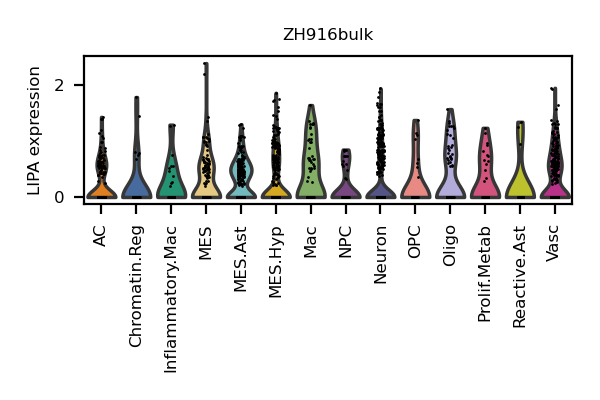 ZH916bulk
LIPA expression
2
0
AC
Chromatin.Reg
Inflammatory.Mac
MES
MES.Ast
MES.Hyp
Mac
NPC
Neuron
OPC
Oligo
Prolif.Metab
Reactive.Ast
Vasc